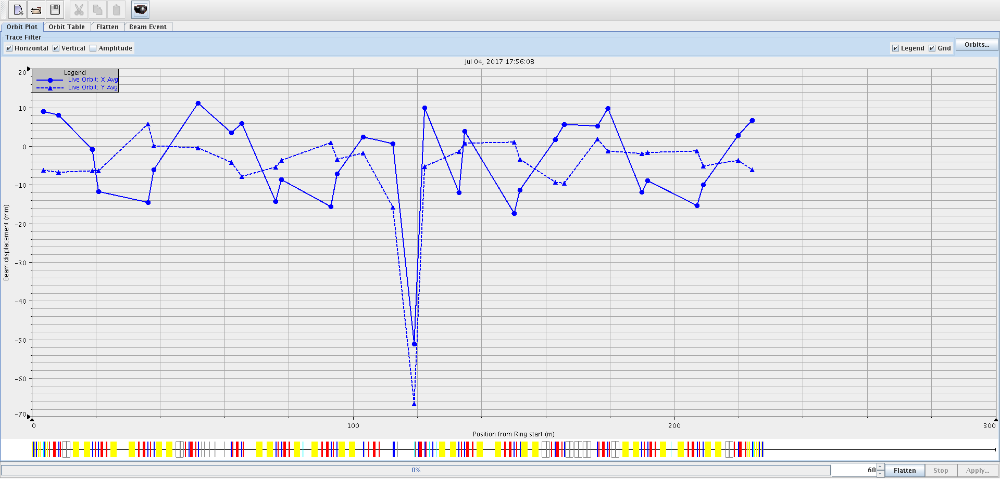 Orbit Plot Orbit Table Flatten Beam Event
Trace Filter
Horizontal Vertical Amplitude Legend Grid Orbits...
Jul 04, 2017 17:56:08
Legend
Live Orbit: X Avg
Live Orbit: Y Avg
20
10
0
-10
-20
-30
-40
-50
-60
-70
Beam displacement (mm)
0 100 200 300
Position from Ring start (m)
0% 60 Flatten Stop Apply...